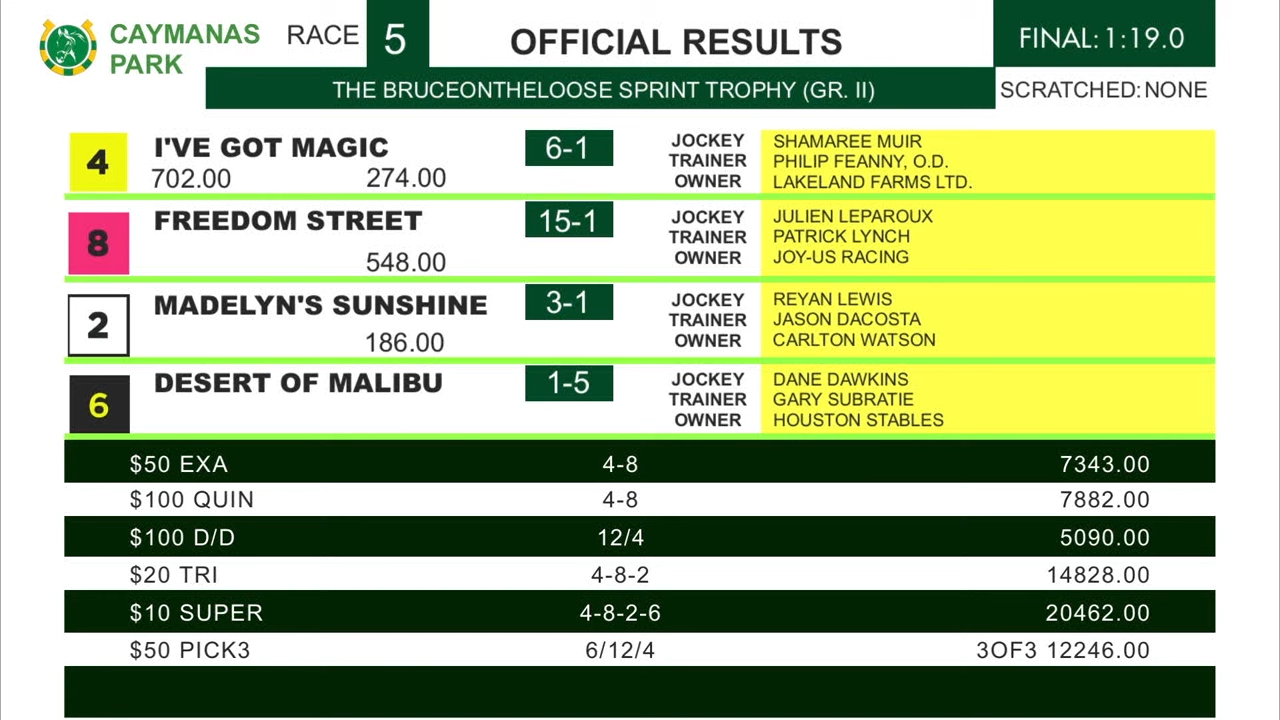 CAYMANAS PARK
RACE 5
OFFICIAL RESULTS
FINAL: 1:19.0
THE BRUCEONTHELOOSE SPRINT TROPHY (GR. II)
SCRATCHED: NONE
4 I'VE GOT MAGIC 6-1
702.00 274.00
JOCKEY SHAMAREE MUIR
TRAINER PHILIP FEANNY, O.D.
OWNER LAKELAND FARMS LTD.
8 FREEDOM STREET 15-1
548.00
JOCKEY JULIEN LEPAROUX
TRAINER PATRICK LYNCH
OWNER JOY-US RACING
2 MADELYN'S SUNSHINE 3-1
186.00
JOCKEY REYAN LEWIS
TRAINER JASON DACOSTA
OWNER CARLTON WATSON
6 DESERT OF MALIBU 1-5
JOCKEY DANE DAWKINS
TRAINER GARY SUBRATIE
OWNER HOUSTON STABLES
$50 EXA 4-8 7343.00
$100 QUIN 4-8 7882.00
$100 D/D 12/4 5090.00
$20 TRI 4-8-2 14828.00
$10 SUPER 4-8-2-6 20462.00
$50 PICK3 6/12/4 3OF3 12246.00